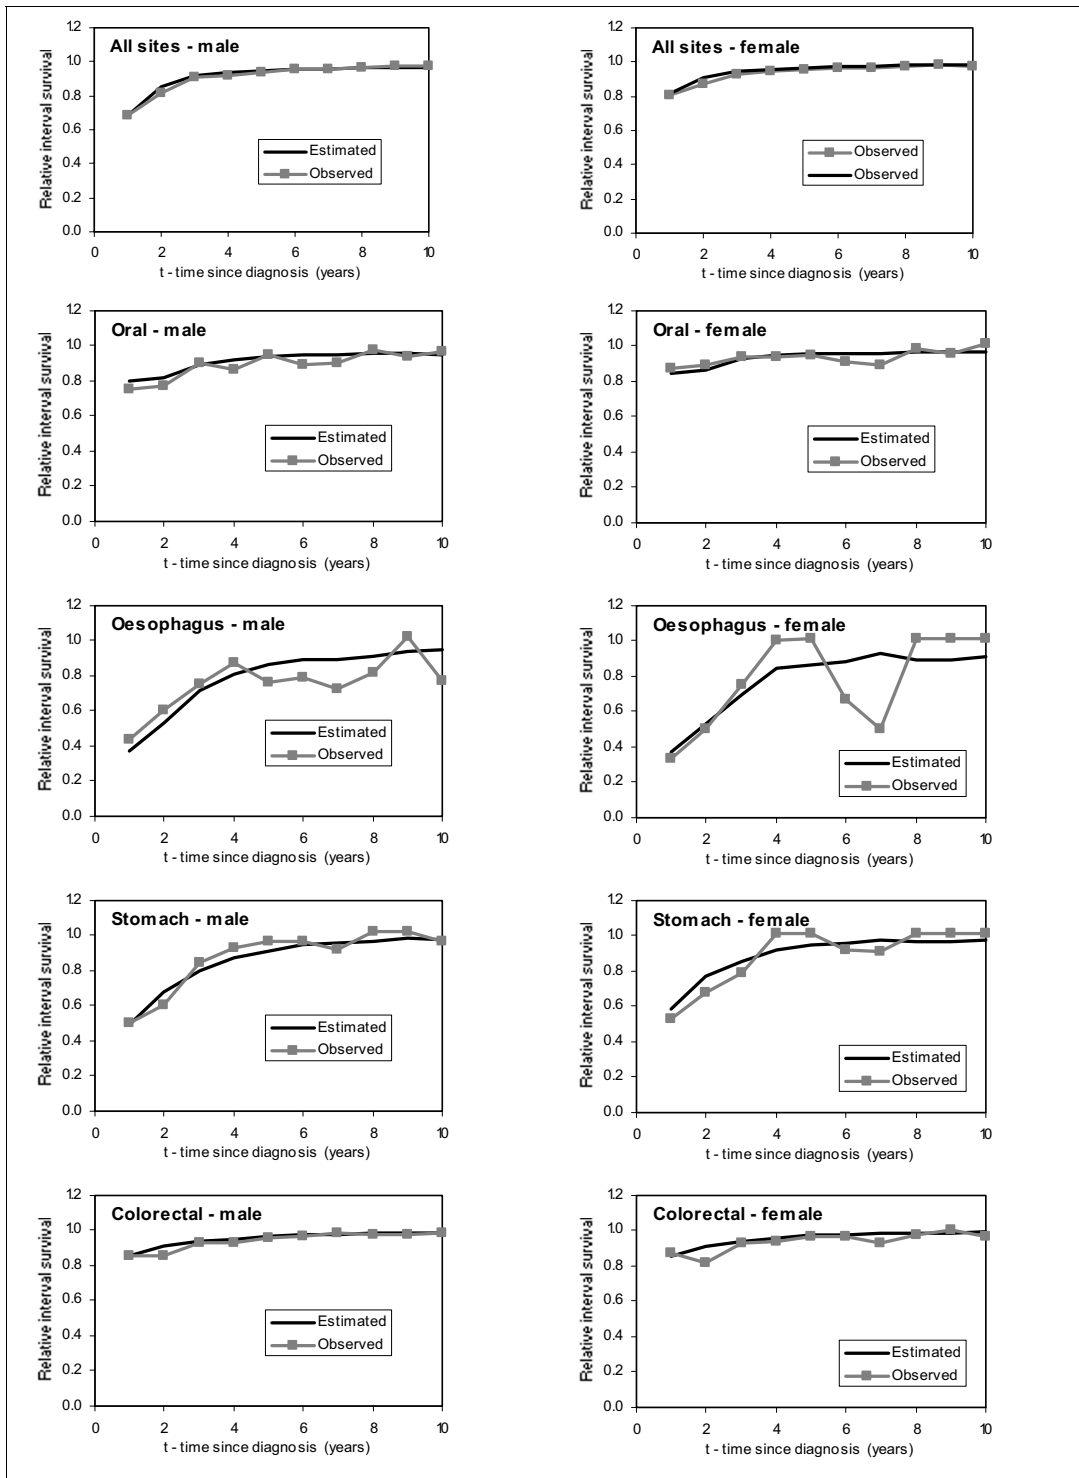 All sites - male
Relative interval survival
1.2
1.0
0.8
0.6
0.4
0.2
0.0
Estimated
Observed
0 2 4 6 8 10
t - time since diagnosis (years)
All sites - female
Relative interval survival
1.2
1.0
0.8
0.6
0.4
0.2
0.0
Observed
Observed
0 2 4 6 8 10
t - time since diagnosis (years)
Oral - male
Relative interval survival
1.2
1.0
0.8
0.6
0.4
0.2
0.0
Estimated
Observed
0 2 4 6 8 10
t - time since diagnosis (years)
Oral - female
Relative interval survival
1.2
1.0
0.8
0.6
0.4
0.2
0.0
Estimated
Observed
0 2 4 6 8 10
t - time since diagnosis (years)
Oesophagus - male
Relative interval survival
1.2
1.0
0.8
0.6
0.4
0.2
0.0
Estimated
Observed
0 2 4 6 8 10
t - time since diagnosis (years)
Oesophagus - female
Relative interval survival
1.2
1.0
0.8
0.6
0.4
0.2
0.0
Estimated
Observed
0 2 4 6 8 10
t - time since diagnosis (years)
Stomach - male
Relative interval survival
1.2
1.0
0.8
0.6
0.4
0.2
0.0
Estimated
Observed
0 2 4 6 8 10
t - time since diagnosis (years)
Stomach - female
Relative interval survival
1.2
1.0
0.8
0.6
0.4
0.2
0.0
Estimated
Observed
0 2 4 6 8 10
t - time since diagnosis (years)
Colorectal - male
Relative interval survival
1.2
1.0
0.8
0.6
0.4
0.2
0.0
Estimated
Observed
0 2 4 6 8 10
t - time since diagnosis (years)
Colorectal - female
Relative interval survival
1.2
1.0
0.8
0.6
0.4
0.2
0.0
Estimated
Observed
0 2 4 6 8 10
t - time since diagnosis (years)